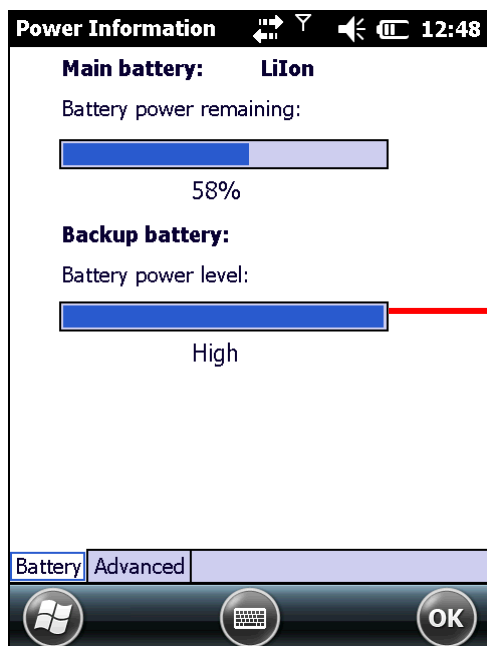 Power Information 12:48
Main battery: LiIon
Battery power remaining:
58%
Backup battery:
Battery power level:
High
Battery Advanced
OK